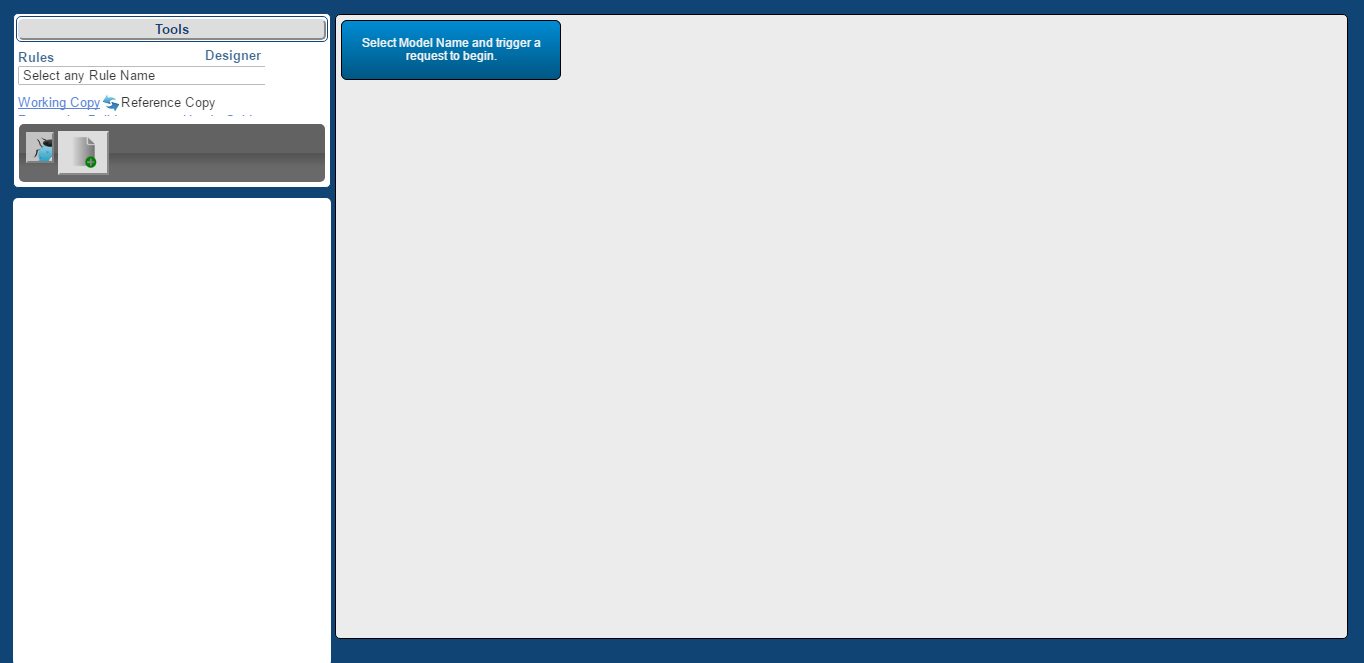 Tools
Rules
Designer
Select any Rule Name
Working Copy Reference Copy
Select Model Name and trigger a
request to begin.